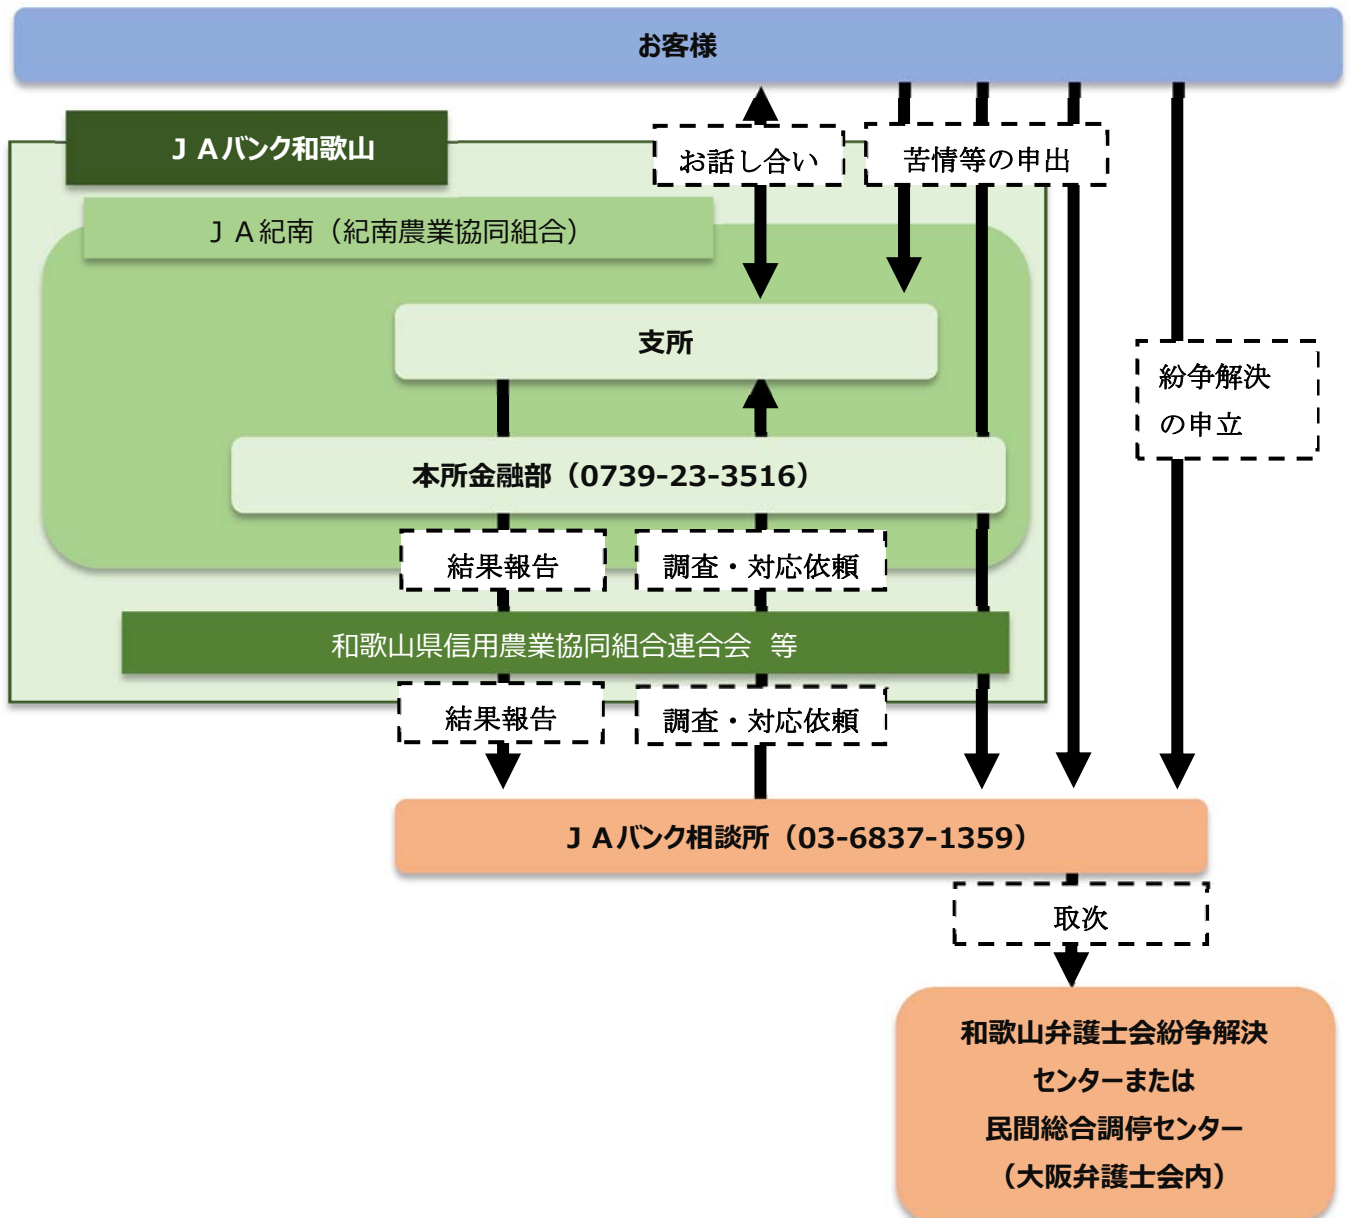 お客様
ＪＡバンク和歌山
お話し合い
苦情等の申出
ＪＡ紀南（紀南農業協同組合）
支所
紛争解決
の申立
本所金融部（0739-23-3516）
結果報告
調査・対応依頼
和歌山県信用農業協同組合連合会 等
結果報告
調査・対応依頼
ＪＡバンク相談所（03-6837-1359）
取次
和歌山弁護士会紛争解決
センターまたは
民間総合調停センター
（大阪弁護士会内）